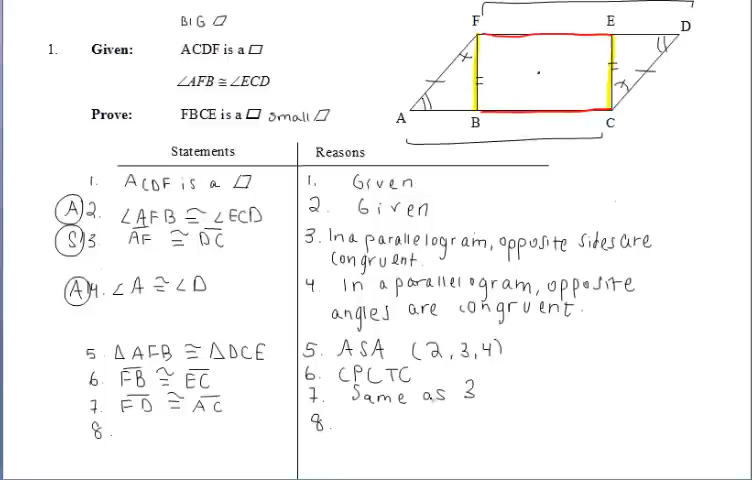 BIG ▱
1. Given: ACDF is a ▱
∠AFB ≅ ∠ECD
Prove: FBCE is a ▱ small ▱
F E D
A B C
Statements Reasons
1. ACDF is a ▱ 1. Given
A 2. ∠AFB ≅ ∠ECD 2. Given
S 3. AF ≅ DC 3. In a parallelogram, opposite sides are
congruent.
A 4. ∠A ≅ ∠D 4. In a parallelogram, opposite
angles are congruent.
5. ΔAFB ≅ ΔDCE 5. ASA (2,3,4)
6. FB ≅ EC 6. CPCTC
7. FD ≅ AC 7. Same as 3
8. 8.